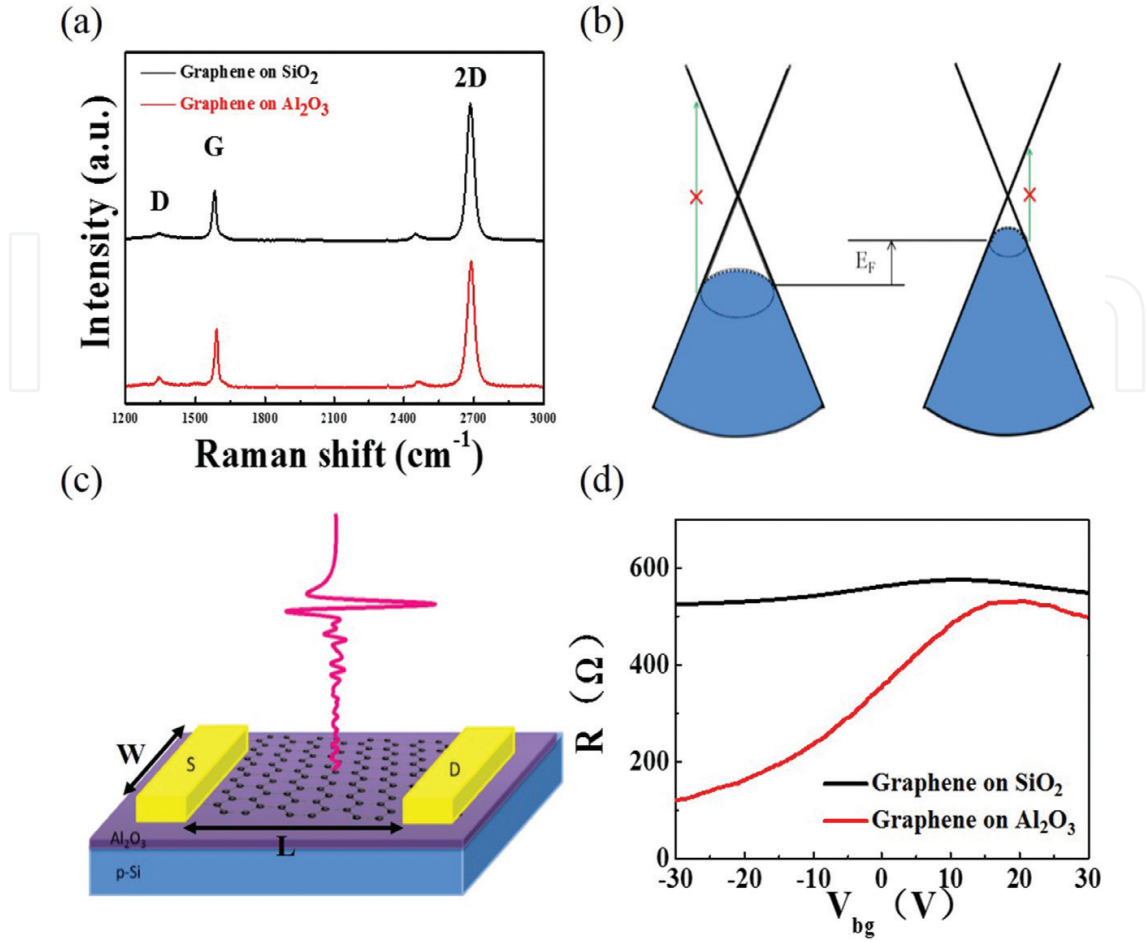 (a)
Graphene on SiO₂
Graphene on Al₂O₃
D
G
2D
Intensity (a.u.)
1200 1500 1800 2100 2400 2700 3000
Raman shift (cm⁻¹)
(b)
E_F
(c)
W
S
D
L
Al₂O₃
p-Si
(d)
600
400
200
0
R (Ω)
Graphene on SiO₂
Graphene on Al₂O₃
-30 -20 -10 0 10 20 30
V_bg (V)